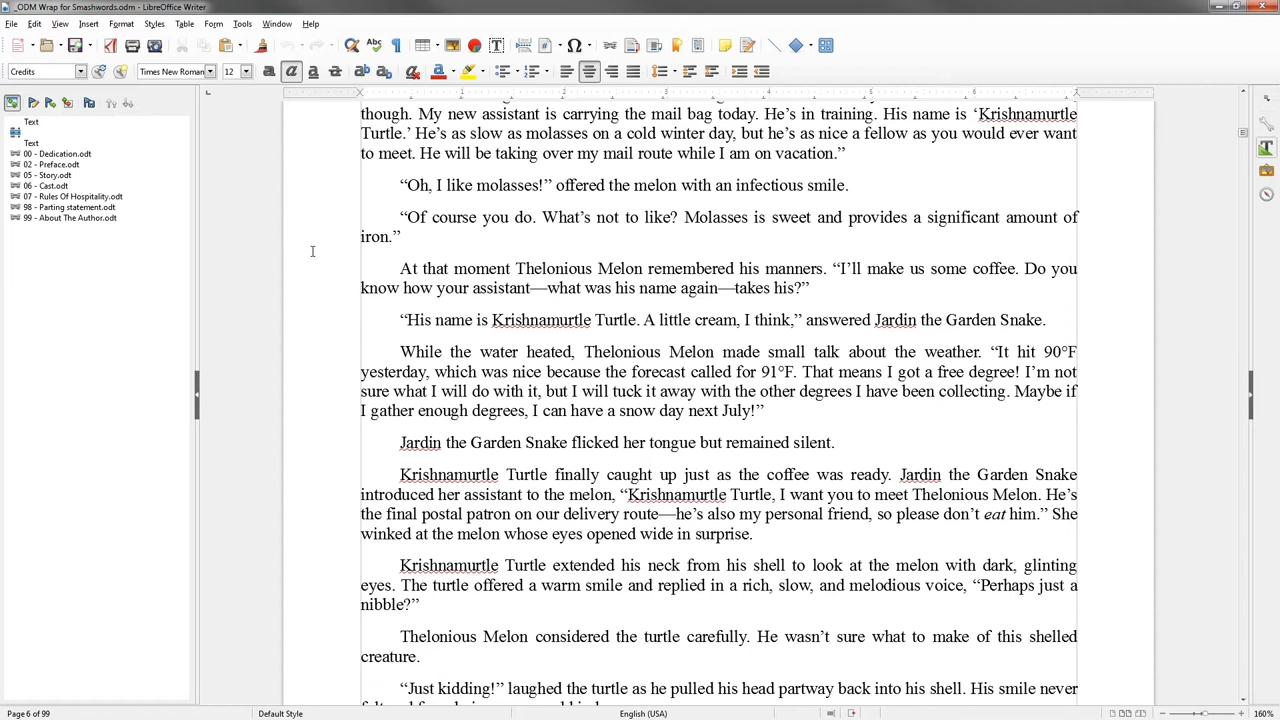 _ODM Wrap for Smashwords.odm - LibreOffice Writer
File Edit View Insert Format Styles Table Form Tools Window Help
Credits Times New Roman 12
1 2 3 4 5 6 7
Text
Text
00 - Dedication.odt
02 - Preface.odt
05 - Story.odt
06 - Cast.odt
07 - Rules Of Hospitality.odt
98 - Parting statement.odt
99 - About The Author.odt
though. My new assistant is carrying the mail bag today. He’s in training. His name is ‘Krishnamurtle
Turtle.’ He’s as slow as molasses on a cold winter day, but he’s as nice a fellow as you would ever want
to meet. He will be taking over my mail route while I am on vacation.”
“Oh, I like molasses!” offered the melon with an infectious smile.
“Of course you do. What’s not to like? Molasses is sweet and provides a significant amount of
iron.”
At that moment Thelonious Melon remembered his manners. “I’ll make us some coffee. Do you
know how your assistant—what was his name again—takes his?”
“His name is Krishnamurtle Turtle. A little cream, I think,” answered Jardin the Garden Snake.
While the water heated, Thelonious Melon made small talk about the weather. “It hit 90°F
yesterday, which was nice because the forecast called for 91°F. That means I got a free degree! I’m not
sure what I will do with it, but I will tuck it away with the other degrees I have been collecting. Maybe if
I gather enough degrees, I can have a snow day next July!”
Jardin the Garden Snake flicked her tongue but remained silent.
Krishnamurtle Turtle finally caught up just as the coffee was ready. Jardin the Garden Snake
introduced her assistant to the melon, “Krishnamurtle Turtle, I want you to meet Thelonious Melon. He’s
the final postal patron on our delivery route—he’s also my personal friend, so please don’t eat him.” She
winked at the melon whose eyes opened wide in surprise.
Krishnamurtle Turtle extended his neck from his shell to look at the melon with dark, glinting
eyes. The turtle offered a warm smile and replied in a rich, slow, and melodious voice, “Perhaps just a
nibble?”
Thelonious Melon considered the turtle carefully. He wasn’t sure what to make of this shelled
creature.
“Just kidding!” laughed the turtle as he pulled his head partway back into his shell. His smile never
Page 6 of 99 Default Style English (USA) 160%